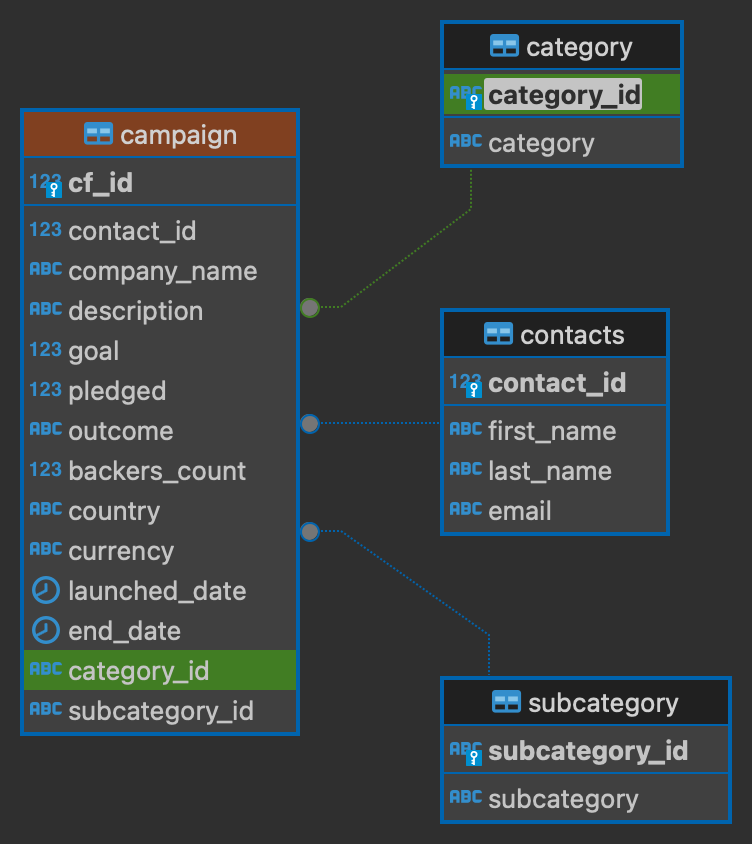 campaign
123 cf_id
123 contact_id
ABC company_name
ABC description
123 goal
123 pledged
ABC outcome
123 backers_count
ABC country
ABC currency
launched_date
end_date
ABC category_id
ABC subcategory_id
category
ABC category_id
ABC category
contacts
123 contact_id
ABC first_name
ABC last_name
ABC email
subcategory
ABC subcategory_id
ABC subcategory